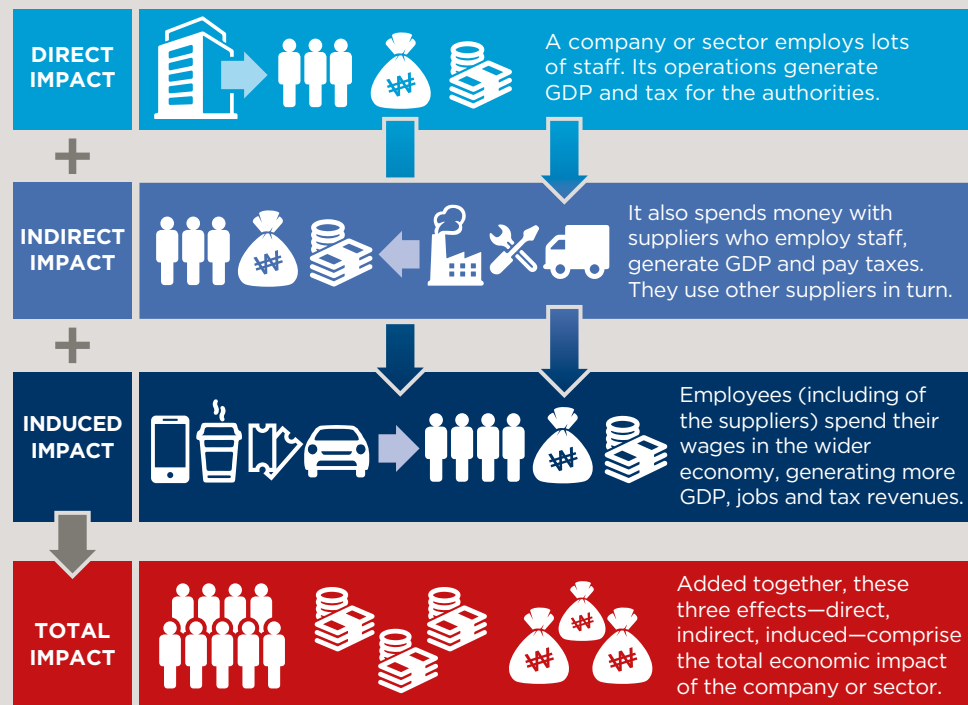 DIRECT
IMPACT
₩
A company or sector employs lots
of staff. Its operations generate
GDP and tax for the authorities.
+
INDIRECT
IMPACT
₩
It also spends money with
suppliers who employ staff,
generate GDP and pay taxes.
They use other suppliers in turn.
+
INDUCED
IMPACT
₩
Employees (including of
the suppliers) spend their
wages in the wider
economy, generating more
GDP, jobs and tax revenues.
TOTAL
IMPACT
₩
₩ ₩
Added together, these
three effects—direct,
indirect, induced—comprise
the total economic impact
of the company or sector.